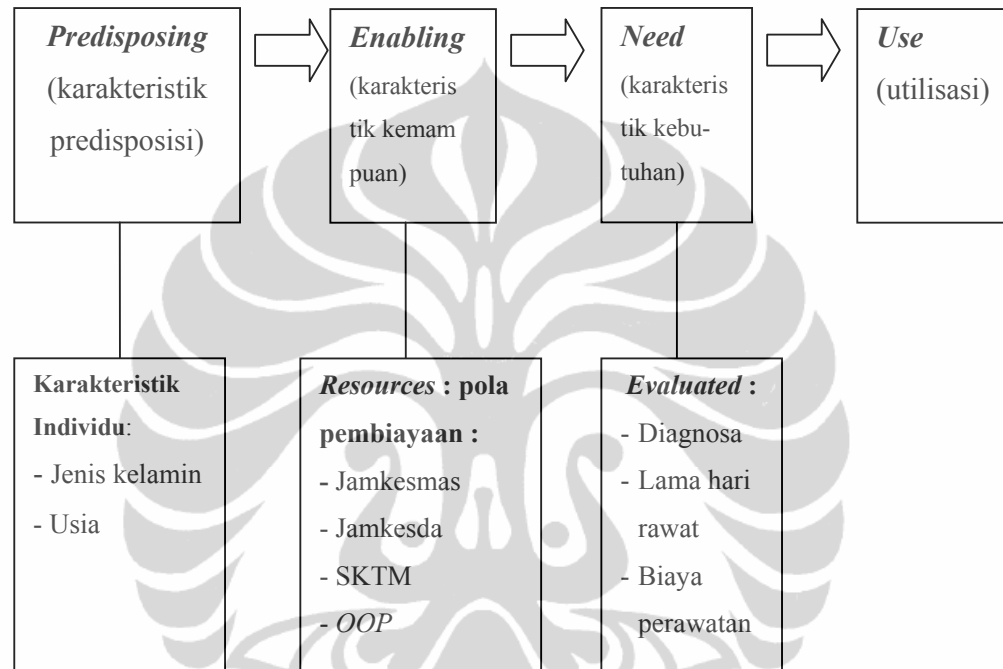 Predisposing
(karakteristik
predisposisi)
Enabling
(karakteris
tik kemam
puan)
Need
(karakteris
tik kebu-
tuhan)
Use
(utilisasi)
Karakteristik
Individu:
- Jenis kelamin
- Usia
Resources : pola
pembiayaan :
- Jamkesmas
- Jamkesda
- SKTM
- OOP
Evaluated :
- Diagnosa
- Lama hari
rawat
- Biaya
perawatan